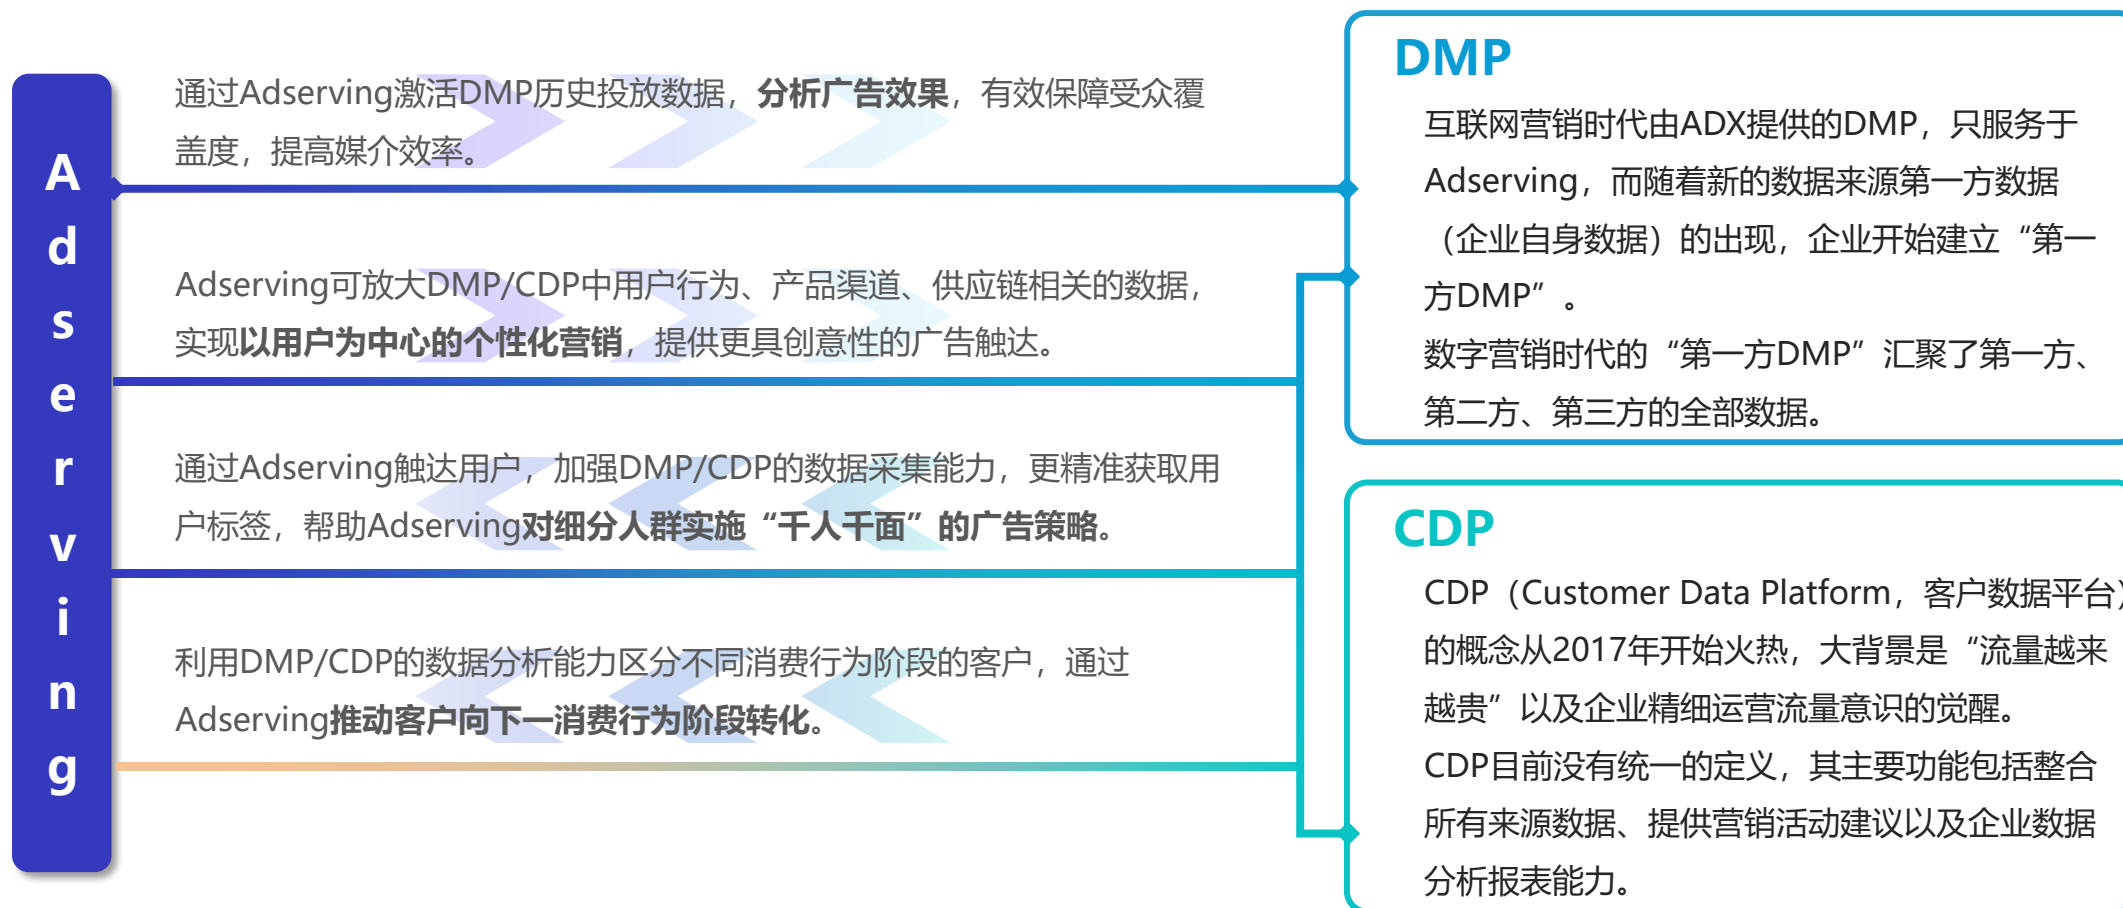 Adserving
通过Adserving激活DMP历史投放数据，分析广告效果，有效保障受众覆
盖度，提高媒介效率。
Adserving可放大DMP/CDP中用户行为、产品渠道、供应链相关的数据，
实现以用户为中心的个性化营销，提供更具创意性的广告触达。
通过Adserving触达用户，加强DMP/CDP的数据采集能力，更精准获取用
户标签，帮助Adserving对细分人群实施“千人千面”的广告策略。
利用DMP/CDP的数据分析能力区分不同消费行为阶段的客户，通过
Adserving推动客户向下一消费行为阶段转化。
DMP
互联网营销时代由ADX提供的DMP，只服务于
Adserving，而随着新的数据来源第一方数据
（企业自身数据）的出现，企业开始建立“第一
方DMP”。
数字营销时代的“第一方DMP”汇聚了第一方、
第二方、第三方的全部数据。
CDP
CDP（Customer Data Platform，客户数据平台）
的概念从2017年开始火热，大背景是“流量越来
越贵”以及企业精细运营流量意识的觉醒。
CDP目前没有统一的定义，其主要功能包括整合
所有来源数据、提供营销活动建议以及企业数据
分析报表能力。